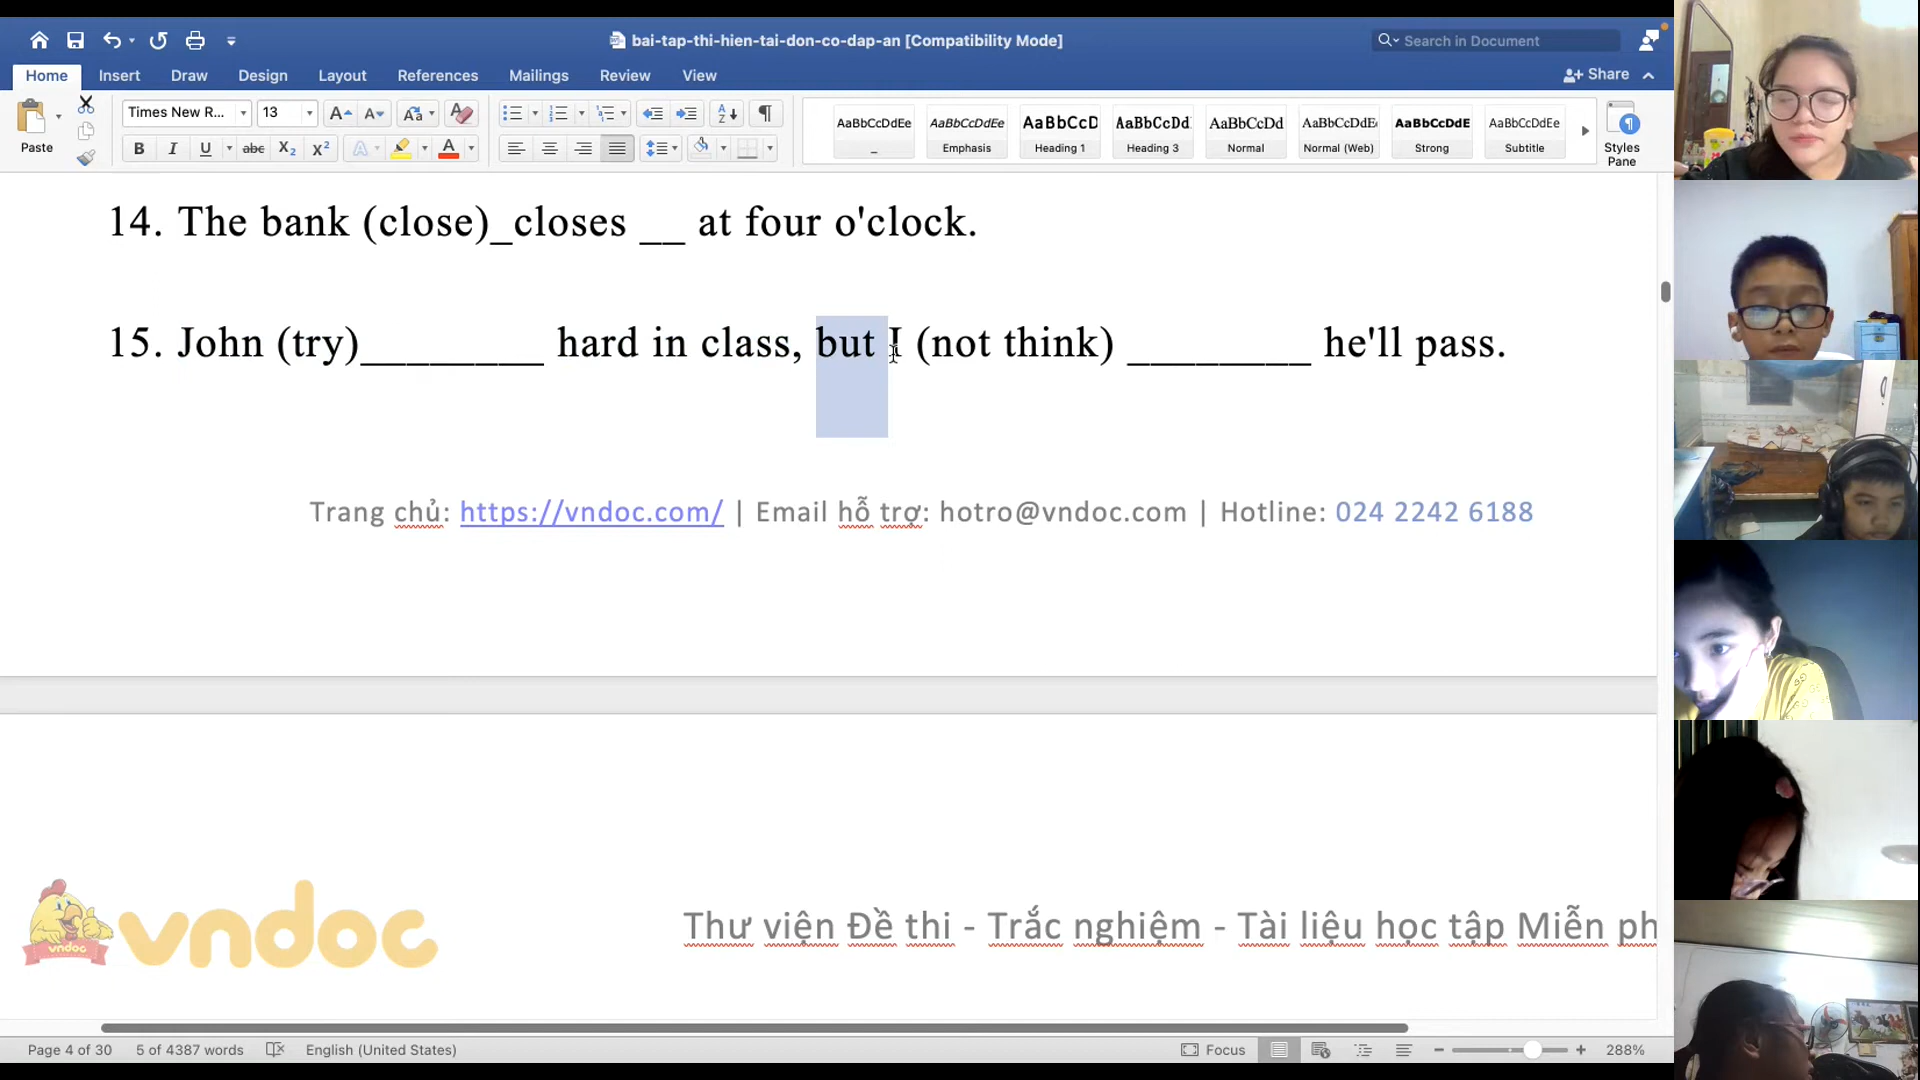 bai-tap-thi-hien-tai-don-co-dap-an [Compatibility Mode]
Search in Document
Home Insert Draw Design Layout References Mailings Review View
Share
Paste
Times New R... 13
AaBbCcDdEe AaBbCcDdEe AaBbCcD AaBbCcDd AaBbCcDd AaBbCcDdE AaBbCcDdE AaBbCcDdEe
_ Emphasis Heading 1 Heading 3 Normal Normal (Web) Strong Subtitle
Styles
Pane
14. The bank (close)_closes __ at four o'clock.
15. John (try)________ hard in class, but I (not think) ________ he'll pass.
Trang chủ: https://vndoc.com/ | Email hỗ trợ: hotro@vndoc.com | Hotline: 024 2242 6188
vndoc
vndoc
Thư viện Đề thi - Trắc nghiệm - Tài liệu học tập Miễn ph
Page 4 of 30 5 of 4387 words English (United States) Focus 288%